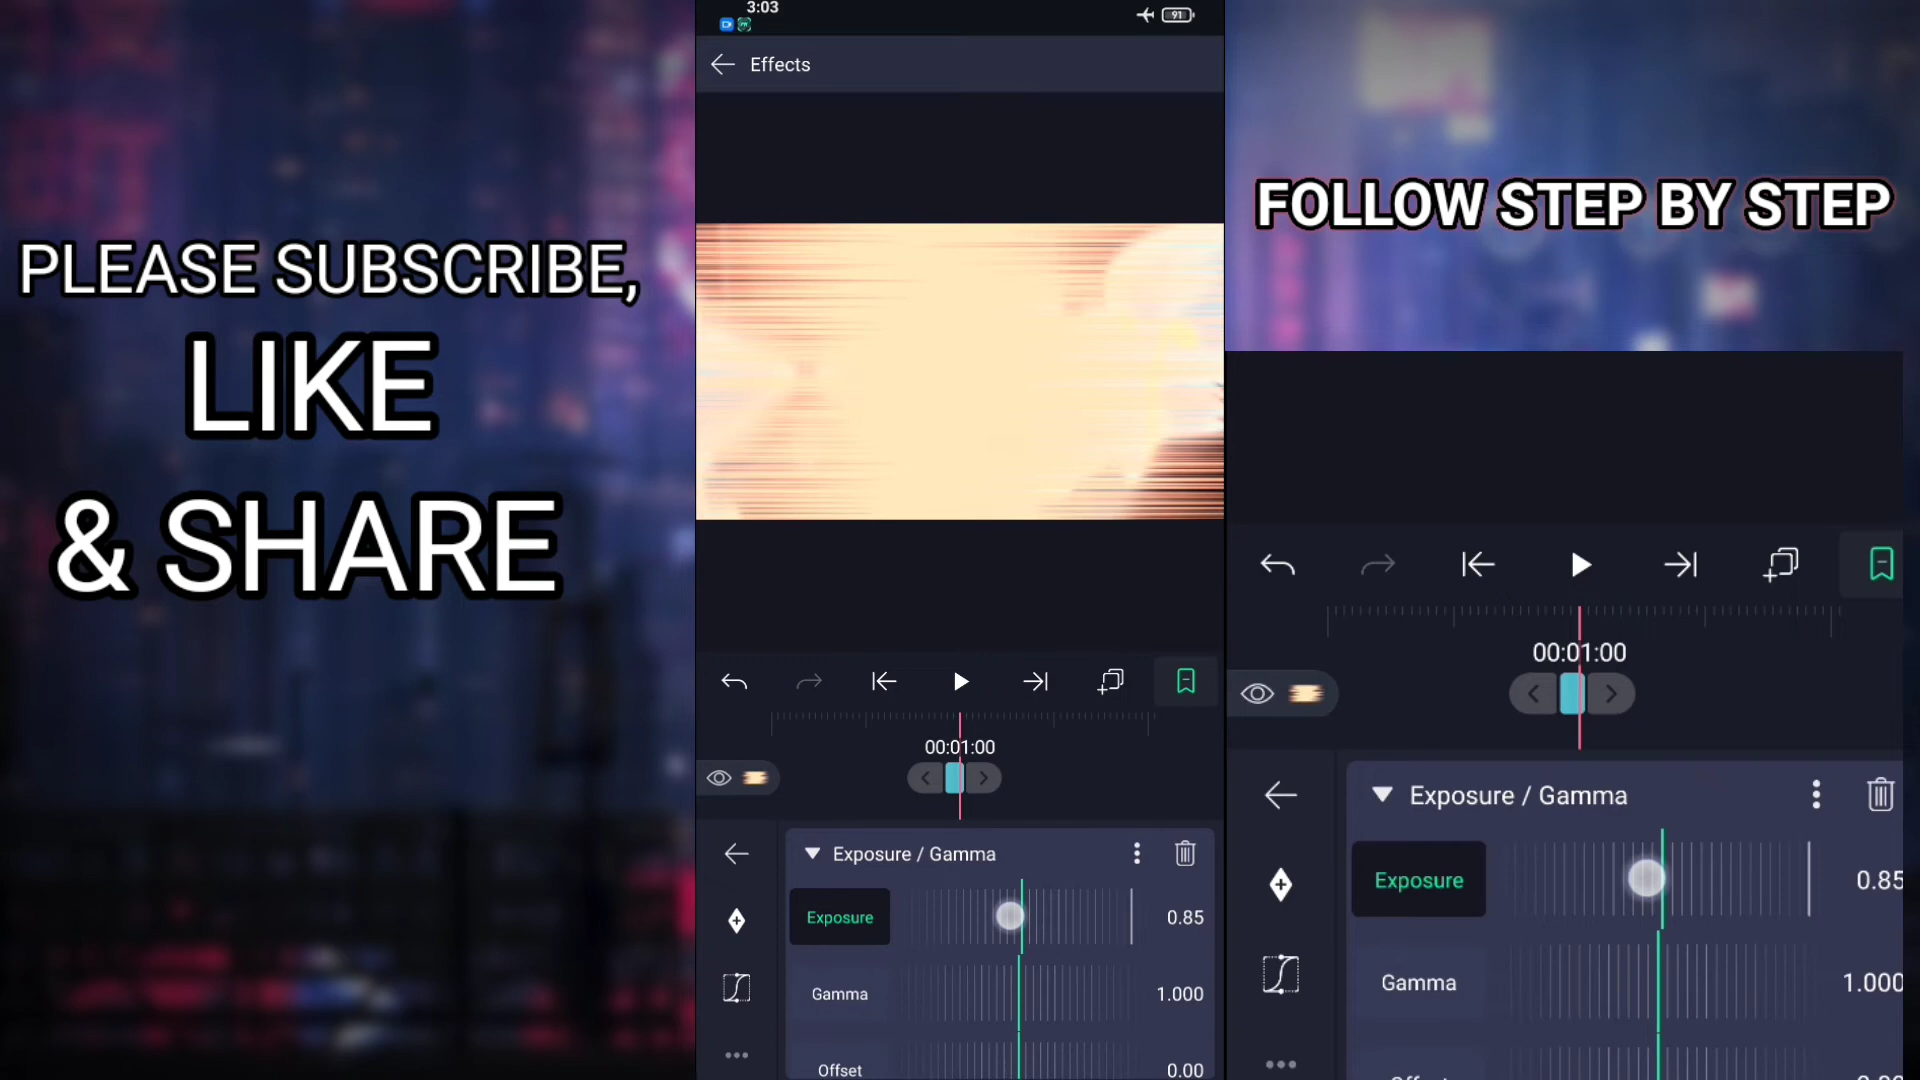 PLEASE SUBSCRIBE,
LIKE
& SHARE
3:03
91
Effects
00:01:00
Exposure / Gamma
Exposure
0.85
Gamma
1.000
Offset
0.00
FOLLOW STEP BY STEP
00:01:00
Exposure / Gamma
Exposure
0.85
Gamma
1.000